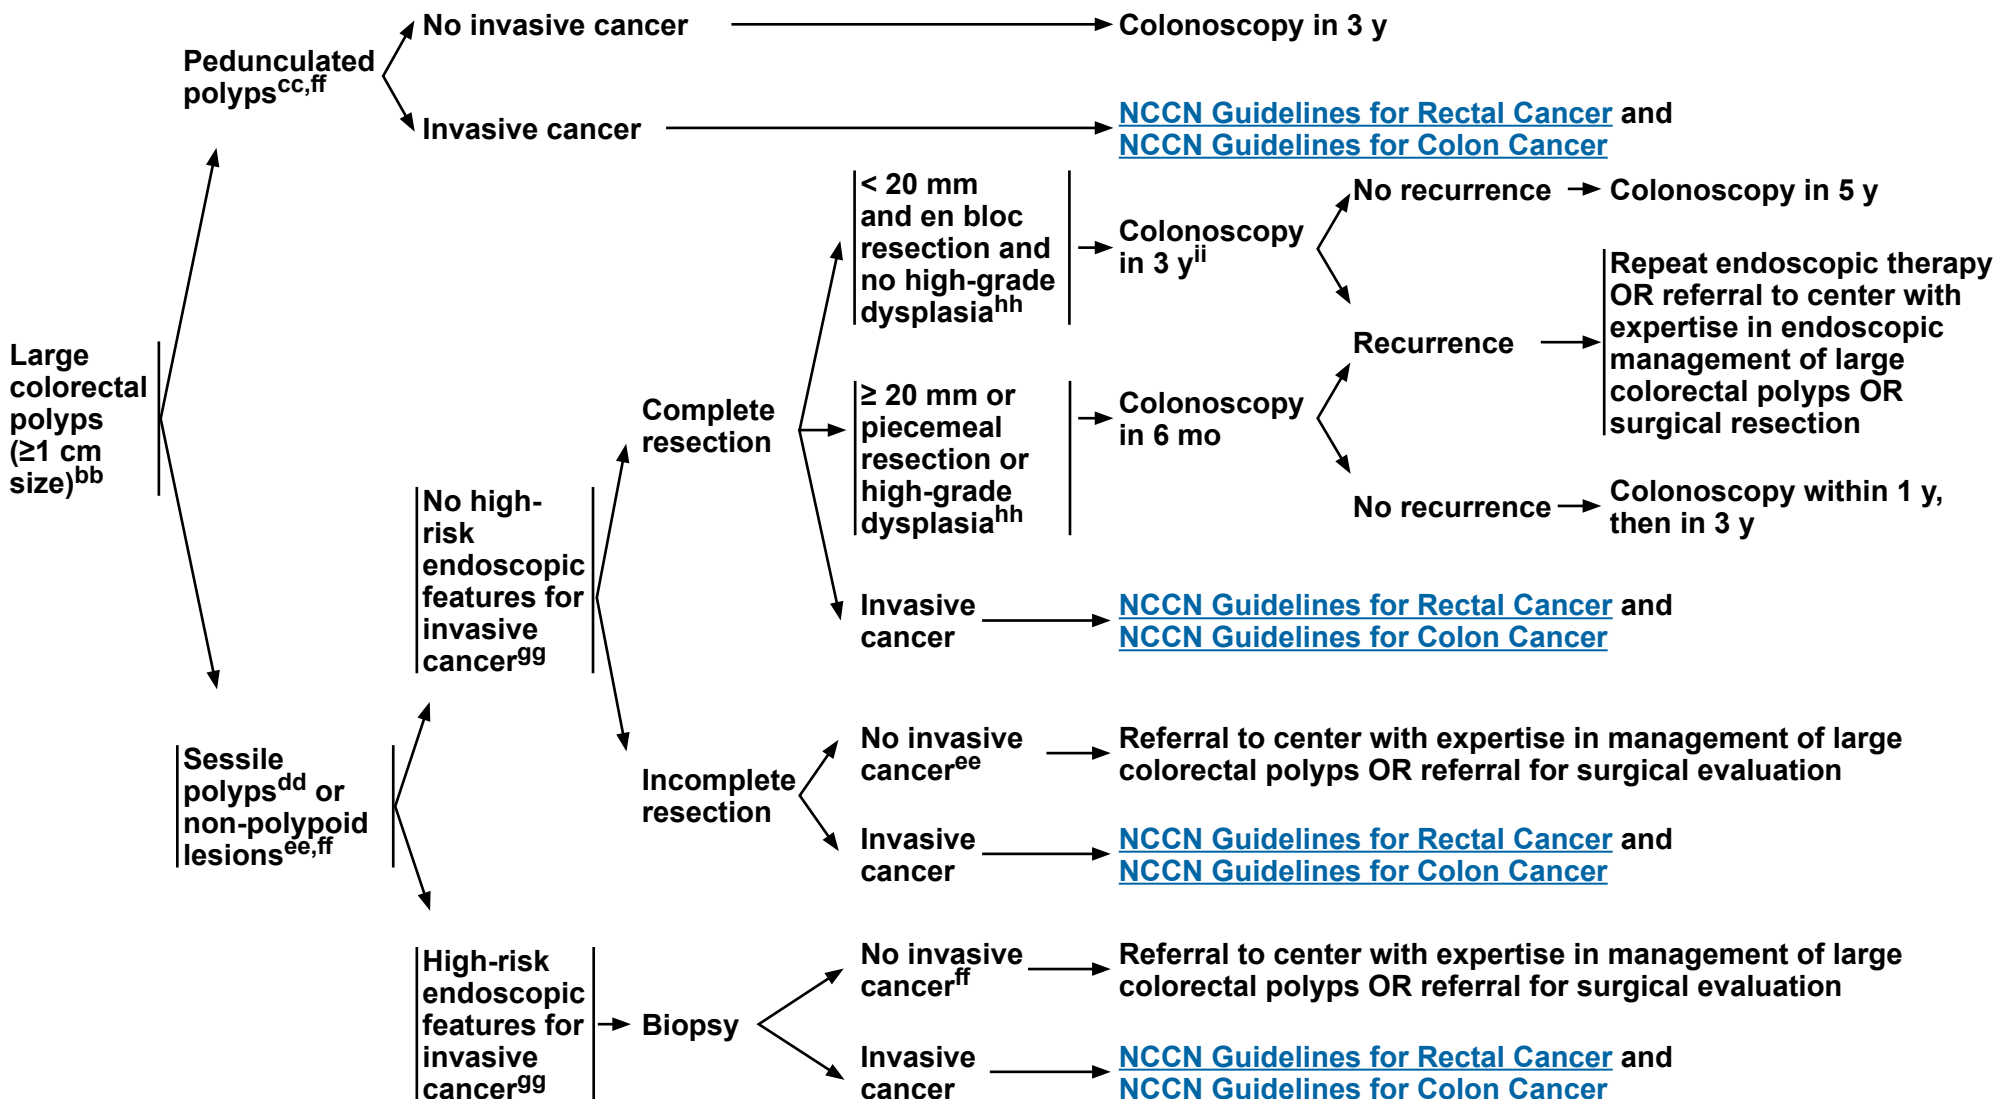 No invasive cancer
Colonoscopy in 3 y
Pedunculated
polypscc,ff
Invasive cancer
NCCN Guidelines for Rectal Cancer and
NCCN Guidelines for Colon Cancer
Large
colorectal
polyps
(≥1 cm
size)bb
Sessile
polypsdd or
non-polypoid
lesionsee,ff
No high-
risk
endoscopic
features for
invasive
cancergg
Complete
resection
< 20 mm
and en bloc
resection and
no high-grade
dysplasiahh
Colonoscopy
in 3 yii
No recurrence
Colonoscopy in 5 y
Recurrence
Repeat endoscopic therapy
OR referral to center with
expertise in endoscopic
management of large
colorectal polyps OR
surgical resection
≥ 20 mm or
piecemeal
resection or
high-grade
dysplasiahh
Colonoscopy
in 6 mo
No recurrence
Colonoscopy within 1 y,
then in 3 y
Invasive
cancer
NCCN Guidelines for Rectal Cancer and
NCCN Guidelines for Colon Cancer
Incomplete
resection
No invasive
canceree
Referral to center with expertise in management of large
colorectal polyps OR referral for surgical evaluation
Invasive
cancer
NCCN Guidelines for Rectal Cancer and
NCCN Guidelines for Colon Cancer
High-risk
endoscopic
features for
invasive
cancergg
Biopsy
No invasive
cancerff
Referral to center with expertise in management of large
colorectal polyps OR referral for surgical evaluation
Invasive
cancer
NCCN Guidelines for Rectal Cancer and
NCCN Guidelines for Colon Cancer